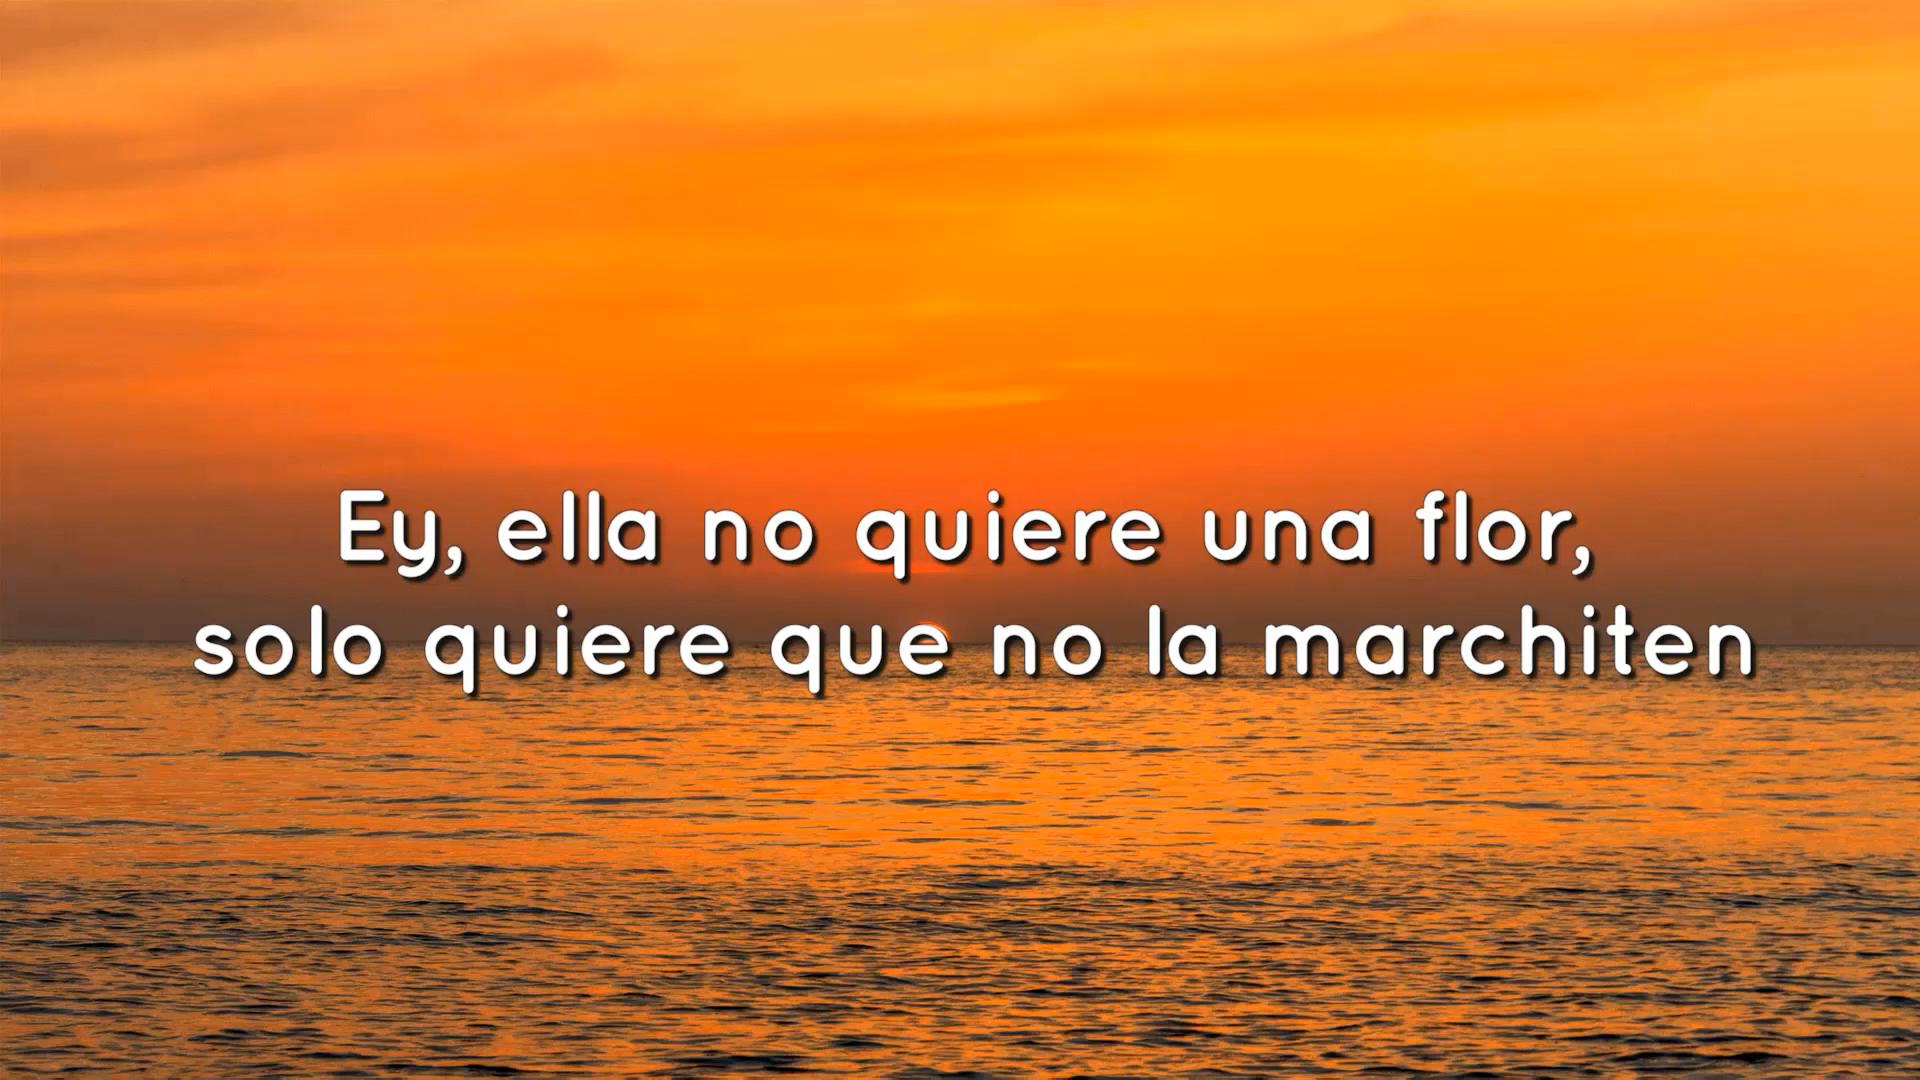 Ey, ella no quiere una flor,
solo quiere que no la marchiten